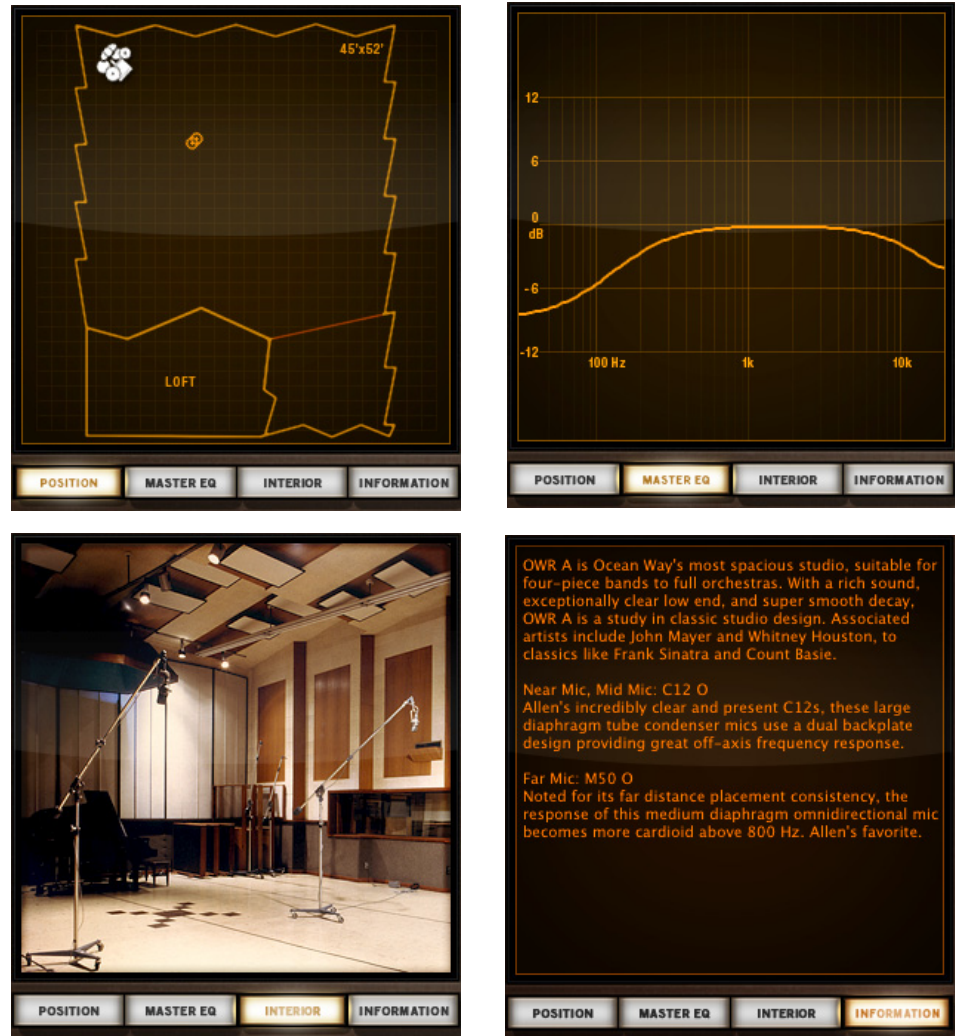 45'x52'
LOFT
POSITION
MASTER EQ
INTERIOR
INFORMATION
12
6
0
dB
-6
-12
100 Hz
1k
10k
POSITION
MASTER EQ
INTERIOR
INFORMATION
POSITION
MASTER EQ
INTERIOR
INFORMATION
OWR A is Ocean Way's most spacious studio, suitable for
four-piece bands to full orchestras. With a rich sound,
exceptionally clear low end, and super smooth decay,
OWR A is a study in classic studio design. Associated
artists include John Mayer and Whitney Houston, to
classics like Frank Sinatra and Count Basie.
Near Mic, Mid Mic: C12 O
Allen's incredibly clear and present C12s, these large
diaphragm tube condenser mics use a dual backplate
design providing great off-axis frequency response.
Far Mic: M50 O
Noted for its far distance placement consistency, the
response of this medium diaphragm omnidirectional mic
becomes more cardioid above 800 Hz. Allen's favorite.
POSITION
MASTER EQ
INTERIOR
INFORMATION